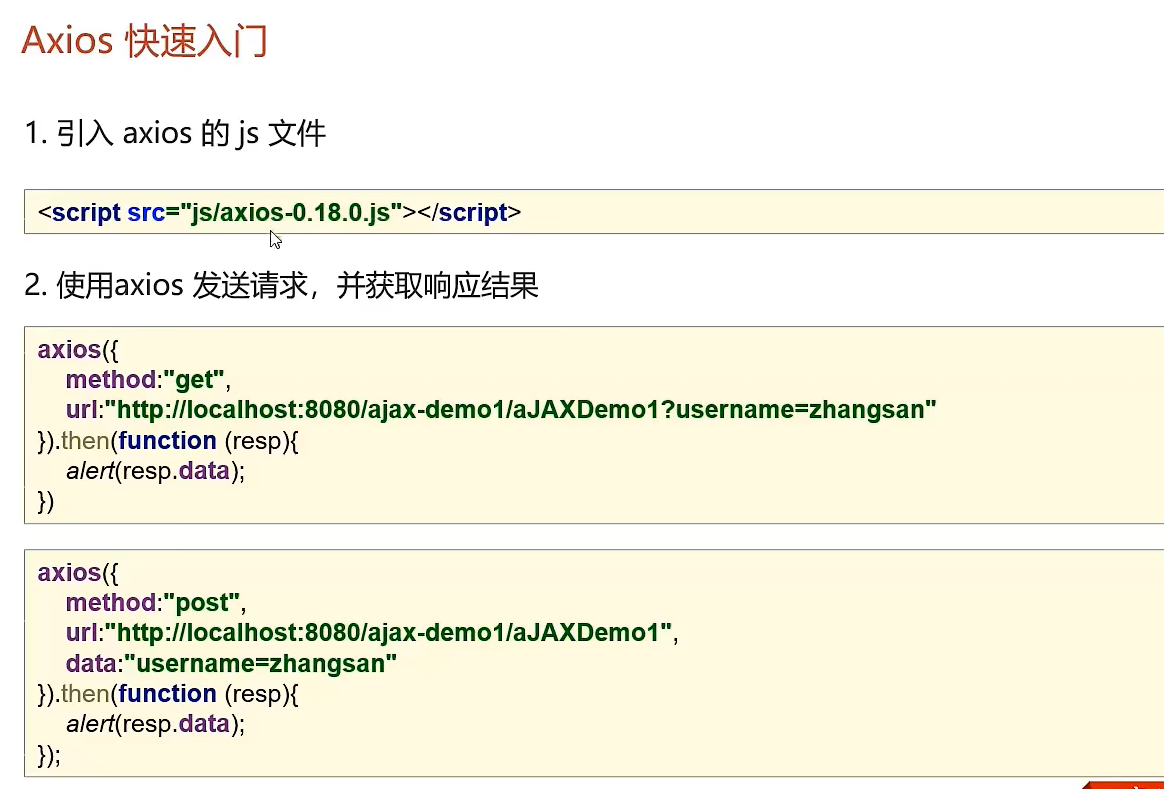 Axios 快速入门
1. 引入 axios 的 js 文件
<script src="js/axios-0.18.0.js"></script>
2. 使用axios 发送请求，并获取响应结果
axios({
method:"get",
url:"http://localhost:8080/ajax-demo1/aJAXDemo1?username=zhangsan"
}).then(function (resp){
alert(resp.data);
})
axios({
method:"post",
url:"http://localhost:8080/ajax-demo1/aJAXDemo1",
data:"username=zhangsan"
}).then(function (resp){
alert(resp.data);
});